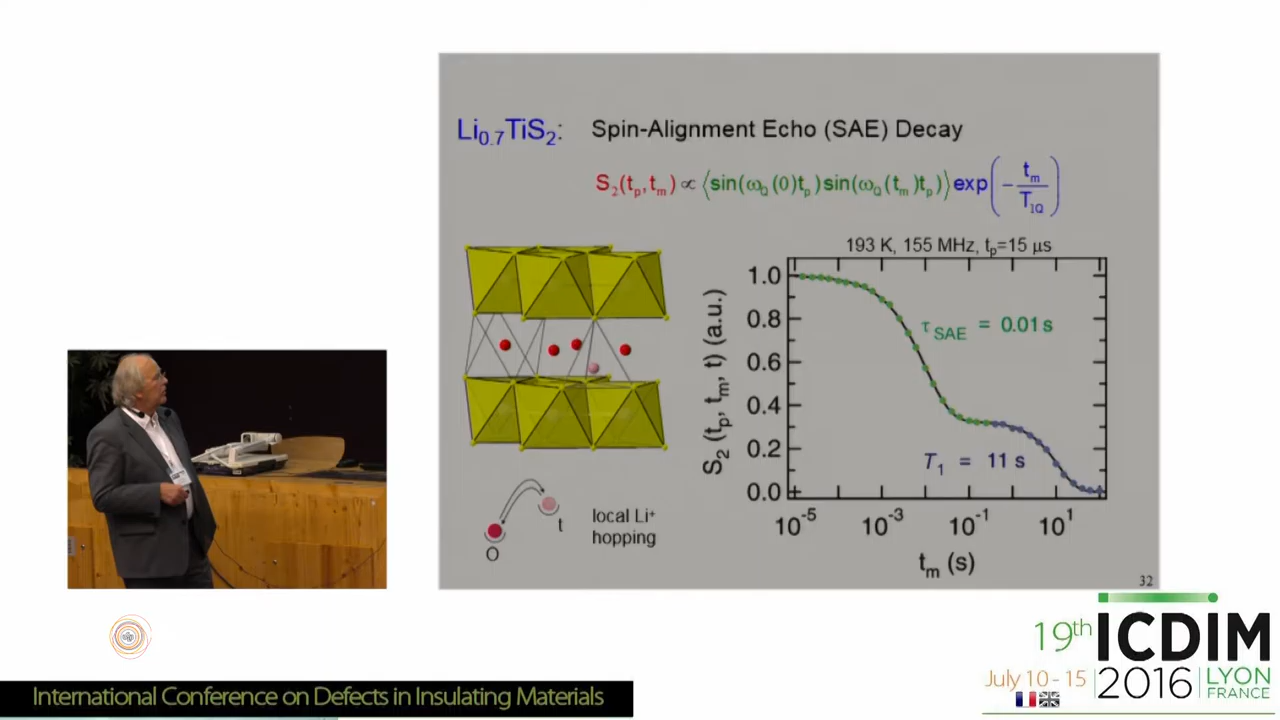 Li0.7TiS2: Spin-Alignment Echo (SAE) Decay
S2(tp,tm) ∝ ⟨sin(ωQ(0)tp)sin(ωQ(tm)tp)⟩ exp(−tm/T1Q)
193 K, 155 MHz, tp=15 µs
S2 (tp, tm, t) (a.u.)
1.0
0.8
0.6
0.4
0.2
0.0
τSAE = 0.01 s
T1 = 11 s
10^-5 10^-3 10^-1 10^1
tm (s)
O
t
local Li+
hopping
32
19th ICDIM
July 10 - 15 2016 LYON
FRANCE
International Conference on Defects in Insulating Materials